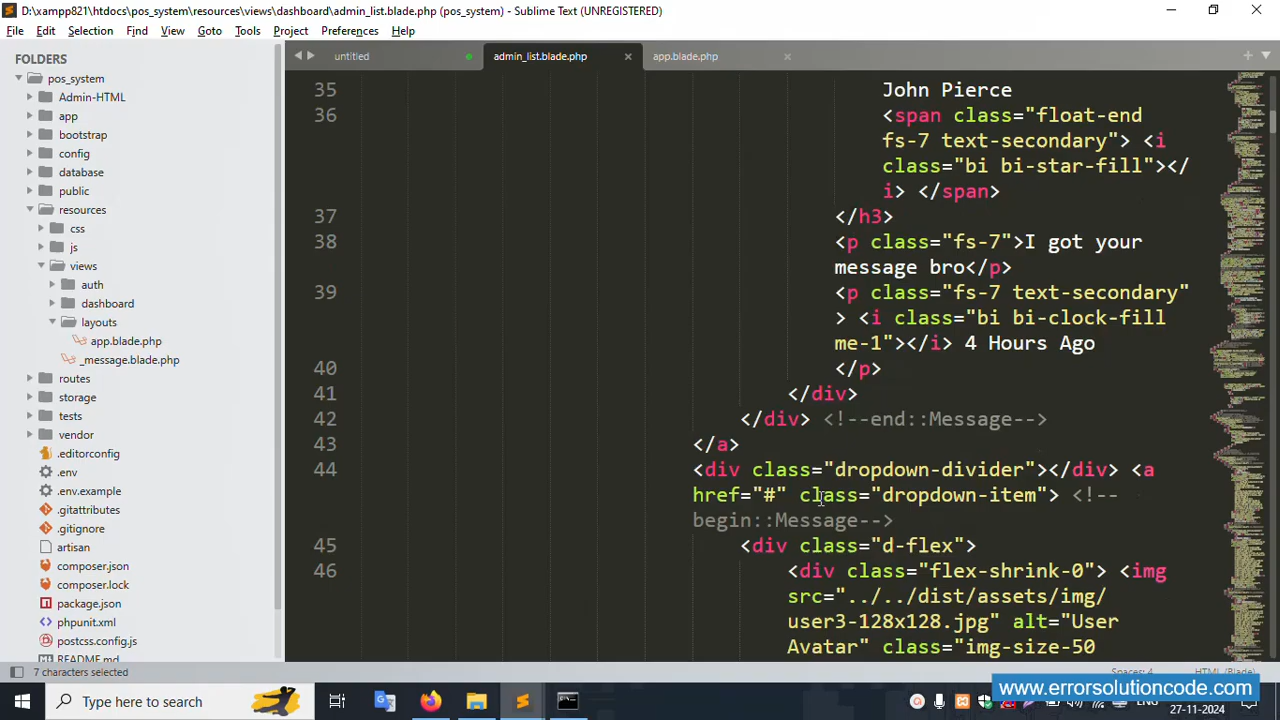 D:\xampp821\htdocs\pos_system\resources\views\dashboard\admin_list.blade.php (pos_system) - Sublime Text (UNREGISTERED)
File Edit Selection Find View Goto Tools Project Preferences Help
FOLDERS
pos_system
Admin-HTML
app
bootstrap
config
database
public
resources
css
js
views
auth
dashboard
layouts
app.blade.php
_message.blade.php
routes
storage
tests
vendor
.editorconfig
.env
.env.example
.gitattributes
.gitignore
artisan
composer.json
composer.lock
package.json
phpunit.xml
postcss.config.js
README.md
untitled admin_list.blade.php app.blade.php
35 John Pierce
36 <span class="float-end
fs-7 text-secondary"> <i
class="bi bi-star-fill"></
i> </span>
37 </h3>
38 <p class="fs-7">I got your
message bro</p>
39 <p class="fs-7 text-secondary"
> <i class="bi bi-clock-fill
me-1"></i> 4 Hours Ago
40 </p>
41 </div>
42 </div> <!--end::Message-->
43 </a>
44 <div class="dropdown-divider"></div> <a
href="#" class="dropdown-item"> <!--
begin::Message-->
45 <div class="d-flex">
46 <div class="flex-shrink-0"> <img
src="../../dist/assets/img/
user3-128x128.jpg" alt="User
Avatar" class="img-size-50
7 characters selected
Spaces: 4 HTML (Blade)
www.errorsolutioncode.com
Type here to search
ENG
27-11-2024